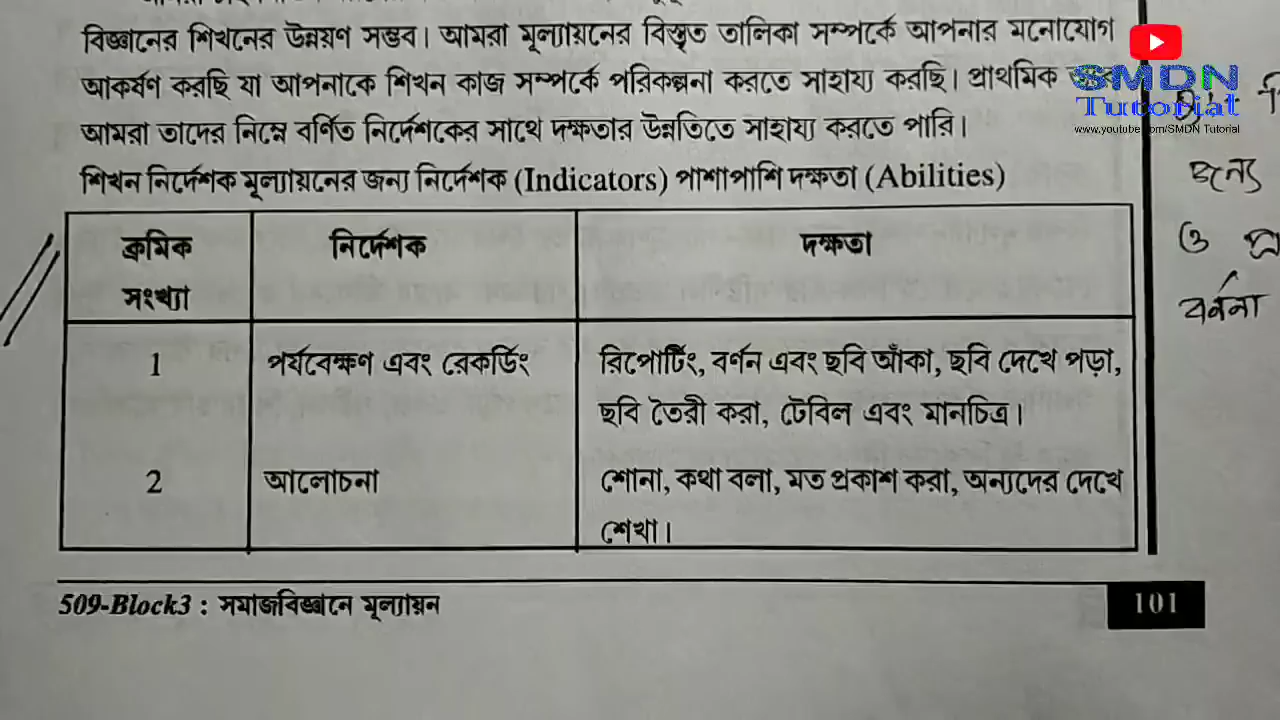 বিজ্ঞানের শিখনের উন্নয়ণ সম্ভব। আমরা মূল্যায়নের বিস্তৃত তালিকা সম্পর্কে আপনার মনোযোগ
আকর্ষণ করছি যা আপনাকে শিখন কাজ সম্পর্কে পরিকল্পনা করতে সাহায্য করছি। প্রাথমিক
আমরা তাদের নিম্নে বর্ণিত নির্দেশকের সাথে দক্ষতার উন্নতিতে সাহায্য করতে পারি।
SMDN
Tutorial
www.youtube.com/SMDN Tutorial
শিখন নির্দেশক মূল্যায়নের জন্য নির্দেশক (Indicators) পাশাপাশি দক্ষতা (Abilities)
জন্য
ও প্র
বর্ণনা
ক্রমিক সংখ্যা
নির্দেশক
দক্ষতা
1
পর্যবেক্ষণ এবং রেকর্ডিং
রিপোর্টিং, বর্ণন এবং ছবি আঁকা, ছবি দেখে পড়া,
ছবি তৈরী করা, টেবিল এবং মানচিত্র।
2
আলোচনা
শোনা, কথা বলা, মত প্রকাশ করা, অন্যদের দেখে
শেখা।
509-Block3 : সমাজবিজ্ঞানে মূল্যায়ন
101